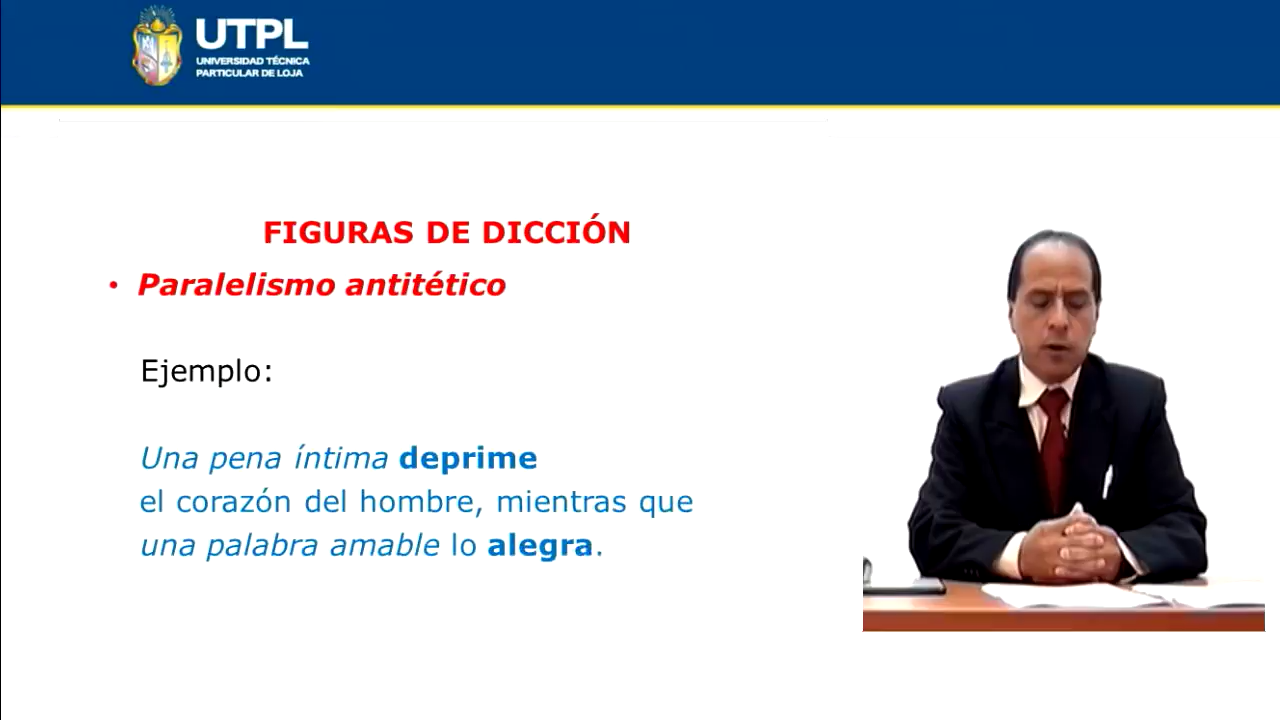 UTPL
UNIVERSIDAD TÉCNICA
PARTICULAR DE LOJA
FIGURAS DE DICCIÓN
• Paralelismo antitético
Ejemplo:
Una pena íntima deprime
el corazón del hombre, mientras que
una palabra amable lo alegra.